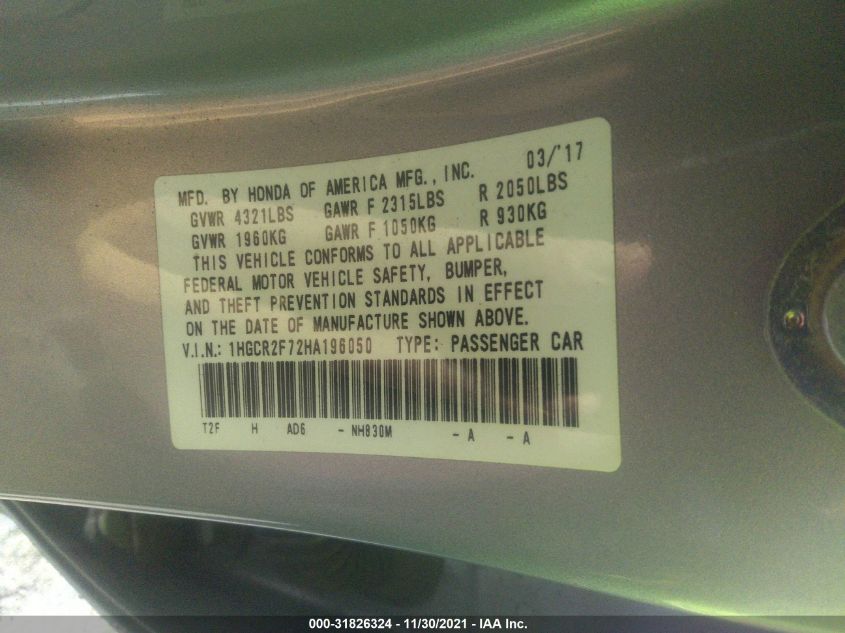 03/'17
MFD. BY HONDA OF AMERICA MFG., INC.
GVWR 4321LBS GAWR F 2315LBS R 2050LBS
GVWR 1960KG GAWR F 1050KG R 930KG
THIS VEHICLE CONFORMS TO ALL APPLICABLE
FEDERAL MOTOR VEHICLE SAFETY, BUMPER,
AND THEFT PREVENTION STANDARDS IN EFFECT
ON THE DATE OF MANUFACTURE SHOWN ABOVE.
V.I.N.: 1HGCR2F72HA196050 TYPE: PASSENGER CAR
T2F H AD6 - NH830M - A - A
000-31826324 - 11/30/2021 - IAA Inc.